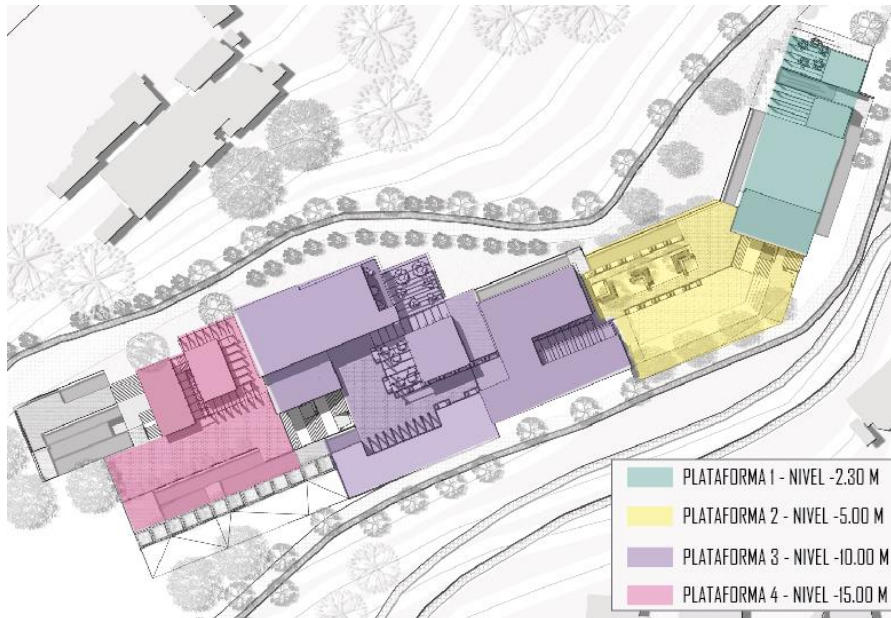 PLATAFORMA 1 - NIVEL -2.30 M
PLATAFORMA 2 - NIVEL -5.00 M
PLATAFORMA 3 - NIVEL -10.00 M
PLATAFORMA 4 - NIVEL -15.00 M